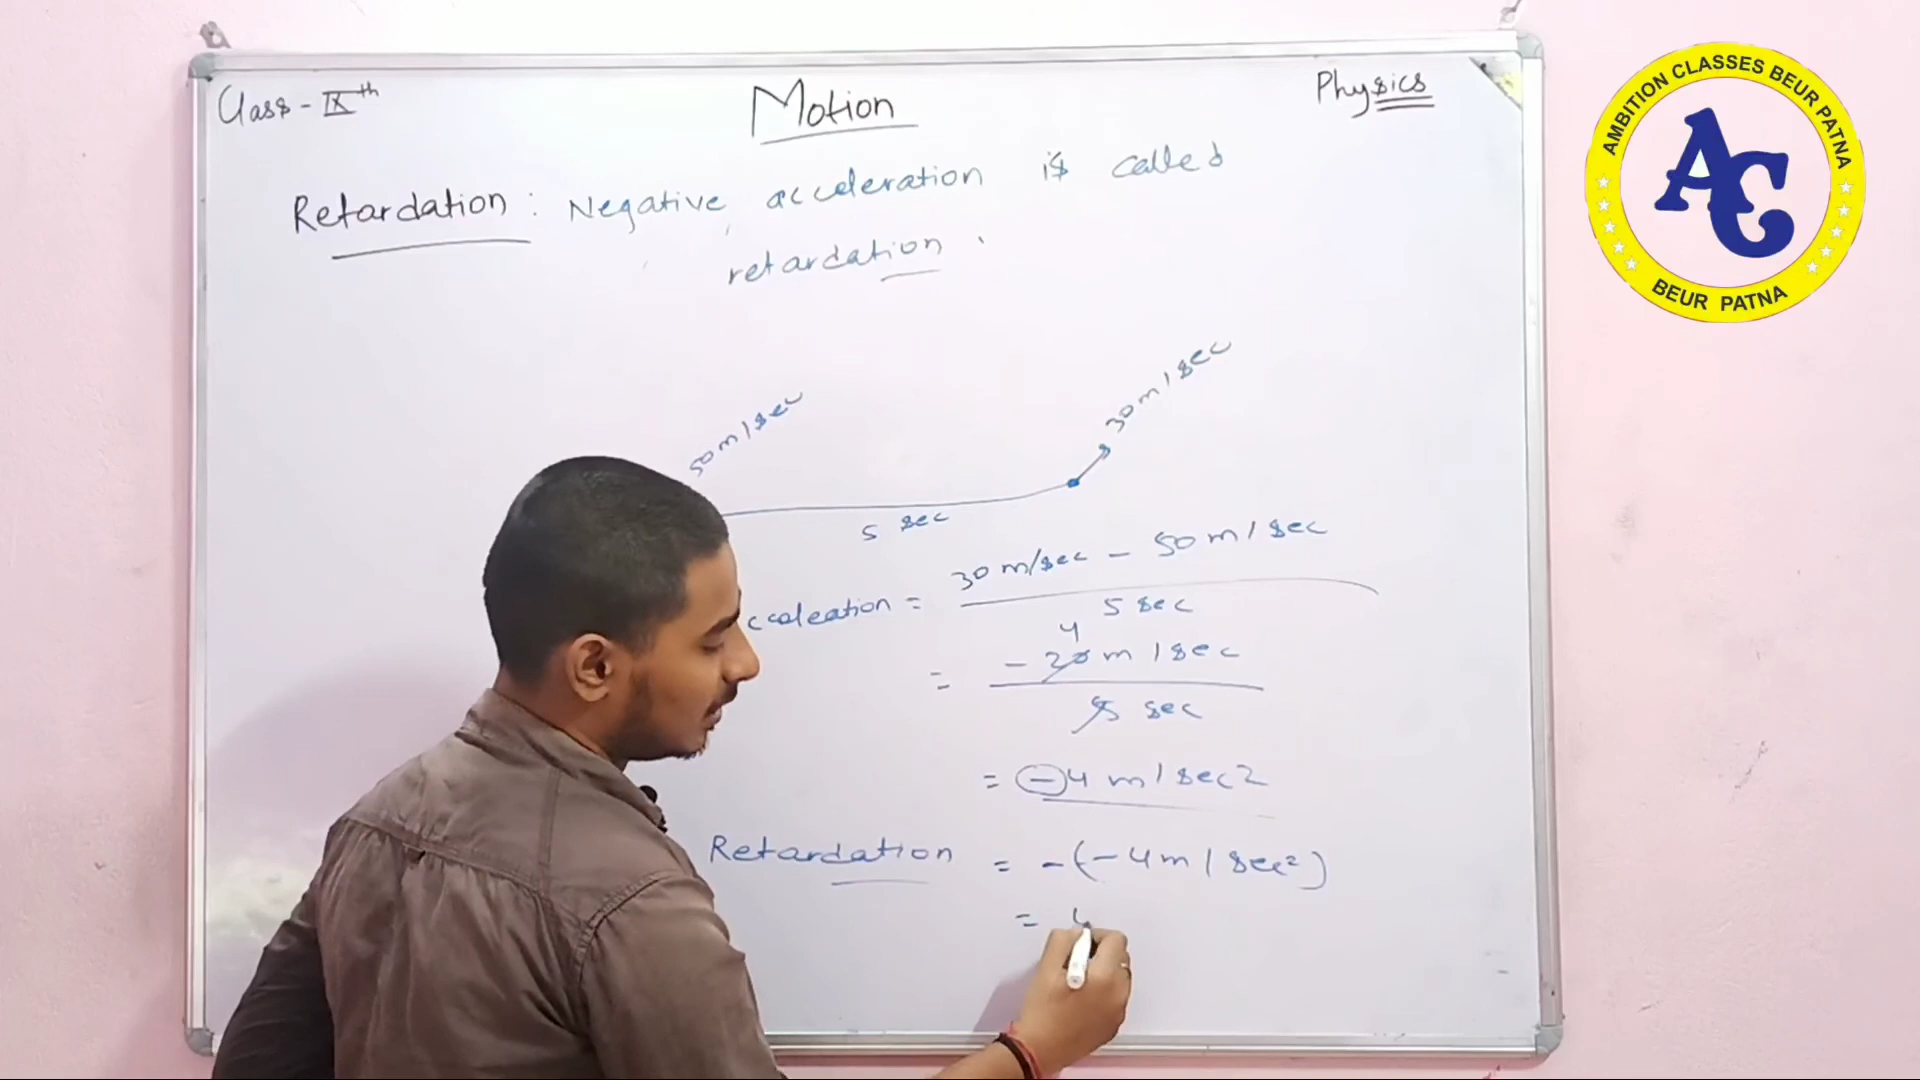 Class - IXth
Motion
Physics
Retardation : Negative acceleration is called
retardation .
50 m/sec
30 m/sec
5 sec
ccaleation = 30 m/sec - 50 m/sec
5 sec
4
= - 20 m/sec
5 sec
= -4 m/sec2
Retardation = -(-4m/sec²)
= 4
AMBITION CLASSES BEUR PATNA
AC
BEUR PATNA